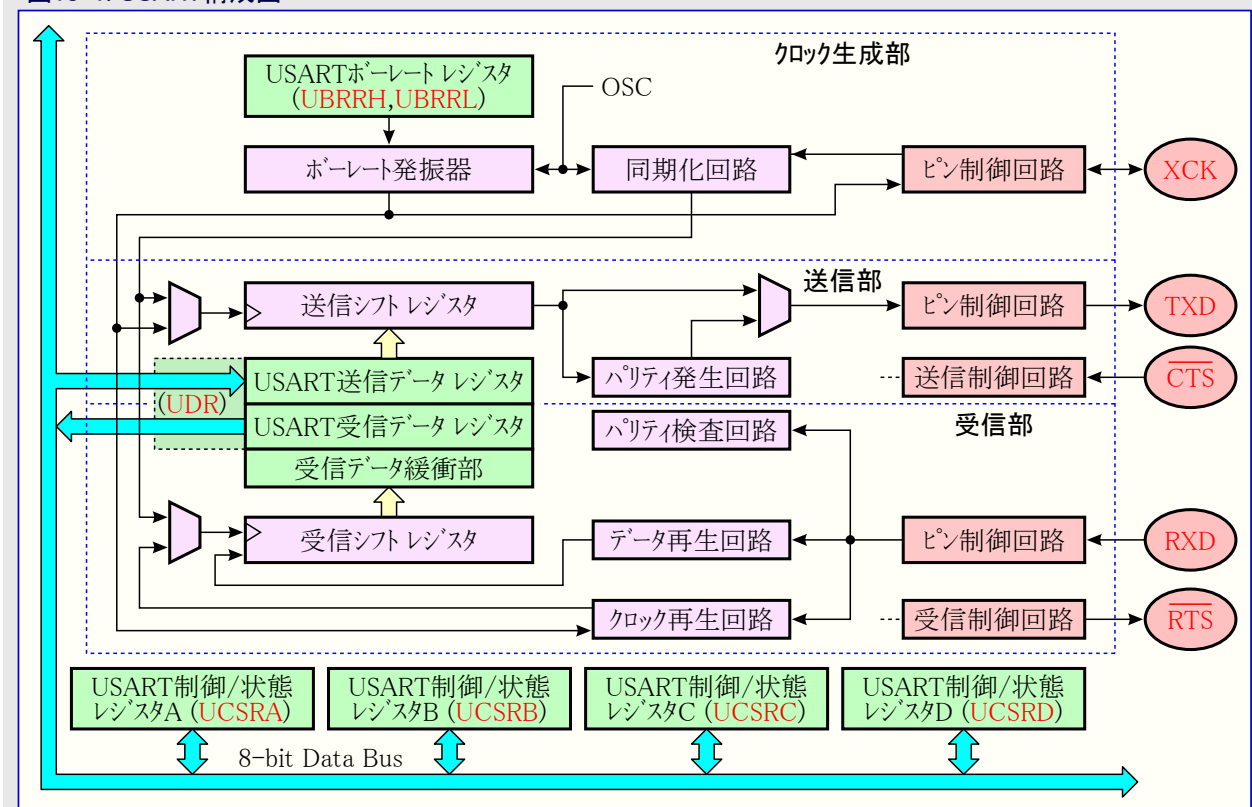 クロック生成部
USARTボーレート レジスタ
(UBRRH,UBRRL)
OSC
ボーレート発振器
同期化回路
ピン制御回路
XCK
送信部
送信シフト レジスタ
ピン制御回路
TXD
USART送信データ レジスタ
パリティ発生回路
送信制御回路
CTS
(UDR)
USART受信データ レジスタ
パリティ検査回路
受信部
受信データ緩衝部
受信シフト レジスタ
データ再生回路
ピン制御回路
RXD
クロック再生回路
受信制御回路
RTS
USART制御/状態
レジスタA (UCSRA)
USART制御/状態
レジスタB (UCSRB)
USART制御/状態
レジスタC (UCSRC)
USART制御/状態
レジスタD (UCSRD)
8-bit Data Bus